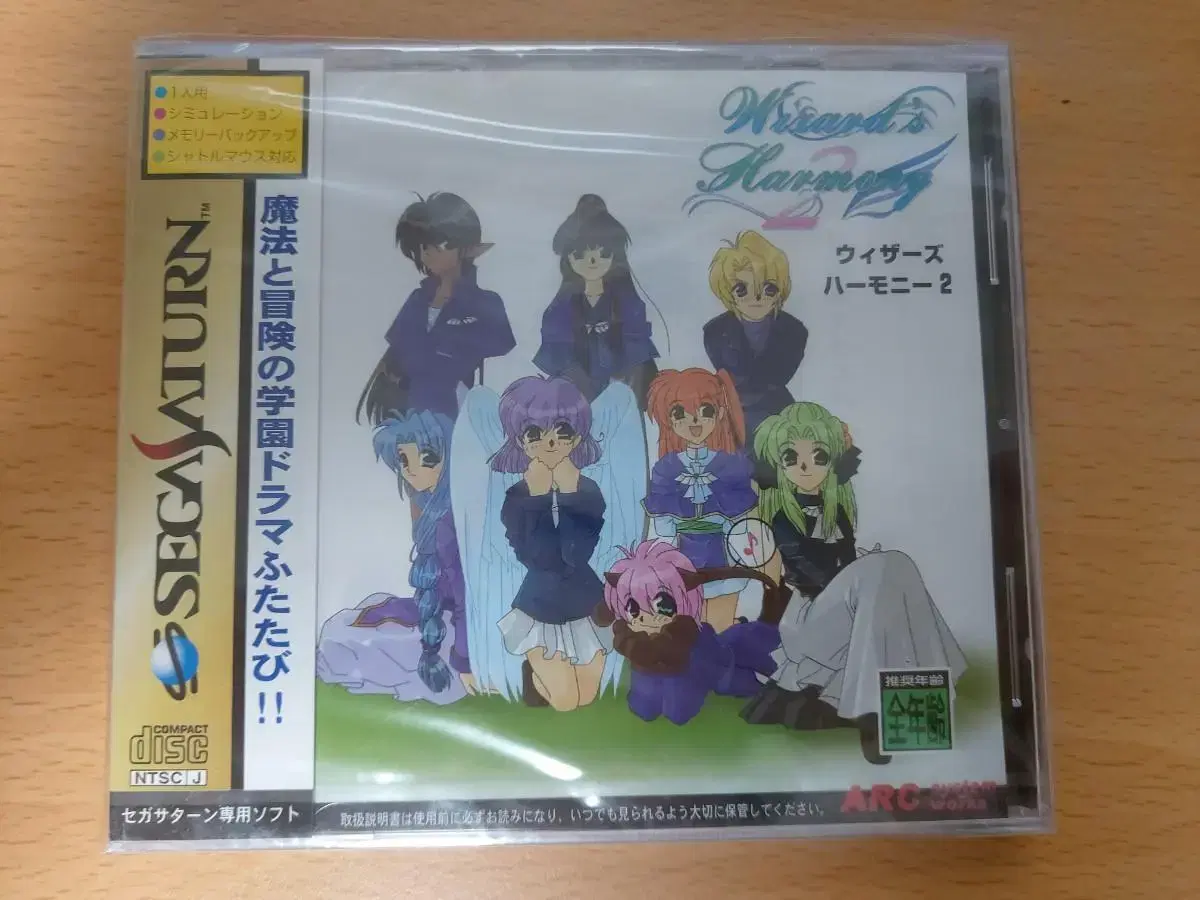 ●1人用
●シミュレーション
●メモリーバックアップ
●シャトルマウス対応
SEGA SATURN™
魔法と冒険の学園ドラマふたたび!!
Wizard's
Harmony
2
ウィザーズ
ハーモニー2
推奨年齢
全年齢
COMPACT
disc
NTSC J
セガサターン専用ソフト
取扱説明書は使用前に必ずお読みになり、いつでも見られるよう大切に保管してください。
ARC system
works